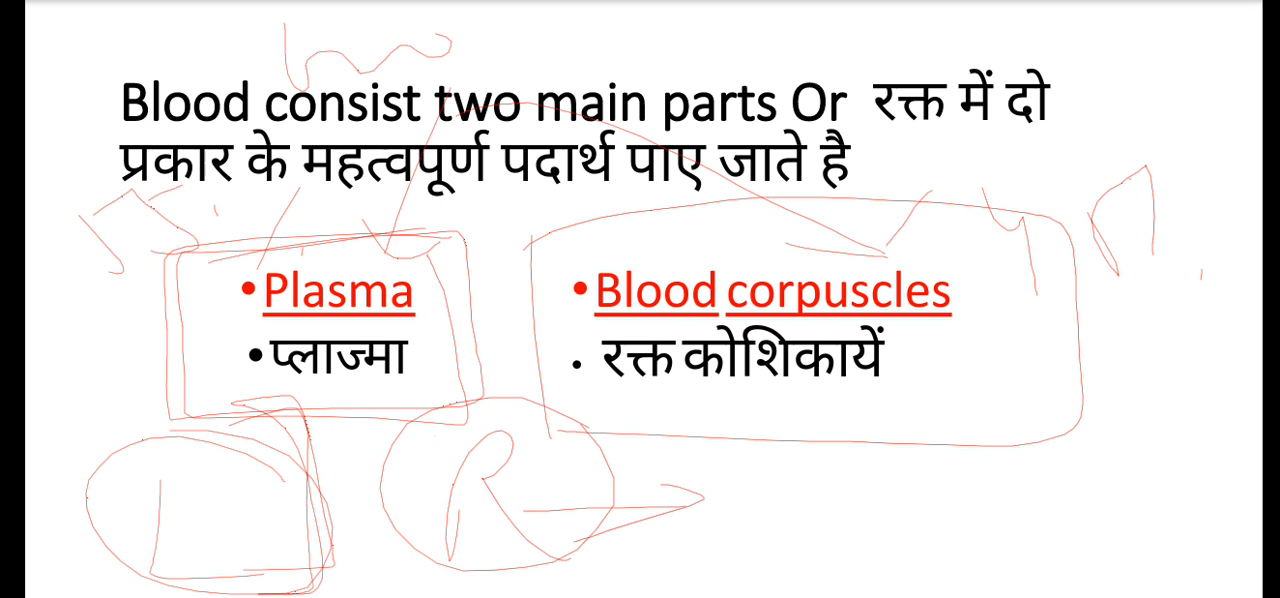 Blood consist two main parts Or रक्त में दो
प्रकार के महत्वपूर्ण पदार्थ पाए जाते है
•Plasma
•प्लाज्मा
•Blood corpuscles
. रक्त कोशिकायें